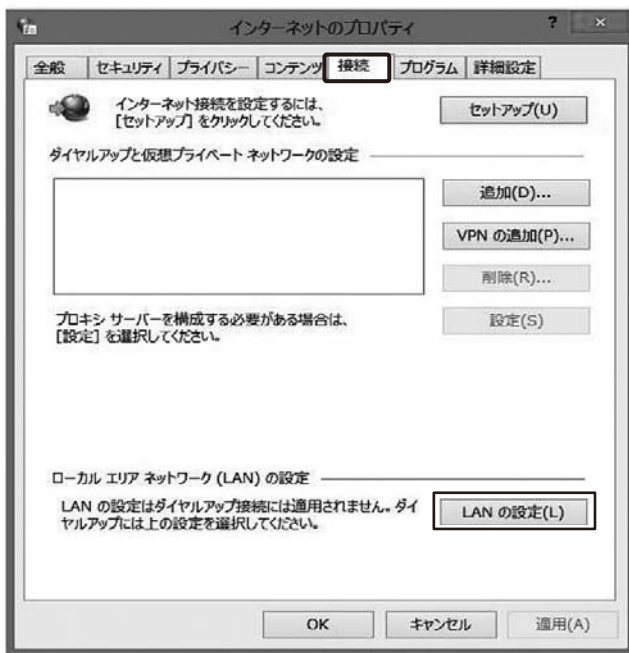 インターネットのプロパティ
?
×
全般 セキュリティ プライバシー コンテンツ 接続 プログラム 詳細設定
インターネット接続を設定するには、
[セットアップ] をクリックしてください。
セットアップ(U)
ダイヤルアップと仮想プライベート ネットワークの設定
追加(D)...
VPN の追加(P)...
削除(R)...
プロキシ サーバーを構成する必要がある場合は、
[設定] を選択してください。
設定(S)
ローカル エリア ネットワーク (LAN) の設定
LAN の設定はダイヤルアップ接続には適用されません。ダイ
ヤルアップには上の設定を選択してください。
LAN の設定(L)
OK キャンセル 適用(A)